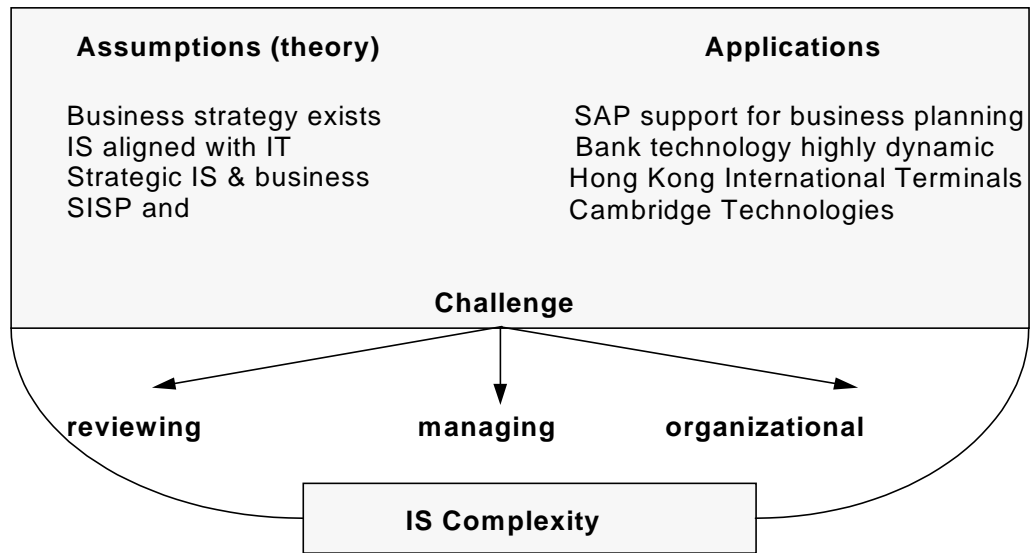 Assumptions (theory)
Business strategy exists
IS aligned with IT
Strategic IS & business
SISP and
Applications
SAP support for business planning
Bank technology highly dynamic
Hong Kong International Terminals
Cambridge Technologies
Challenge
reviewing
managing
organizational
IS Complexity